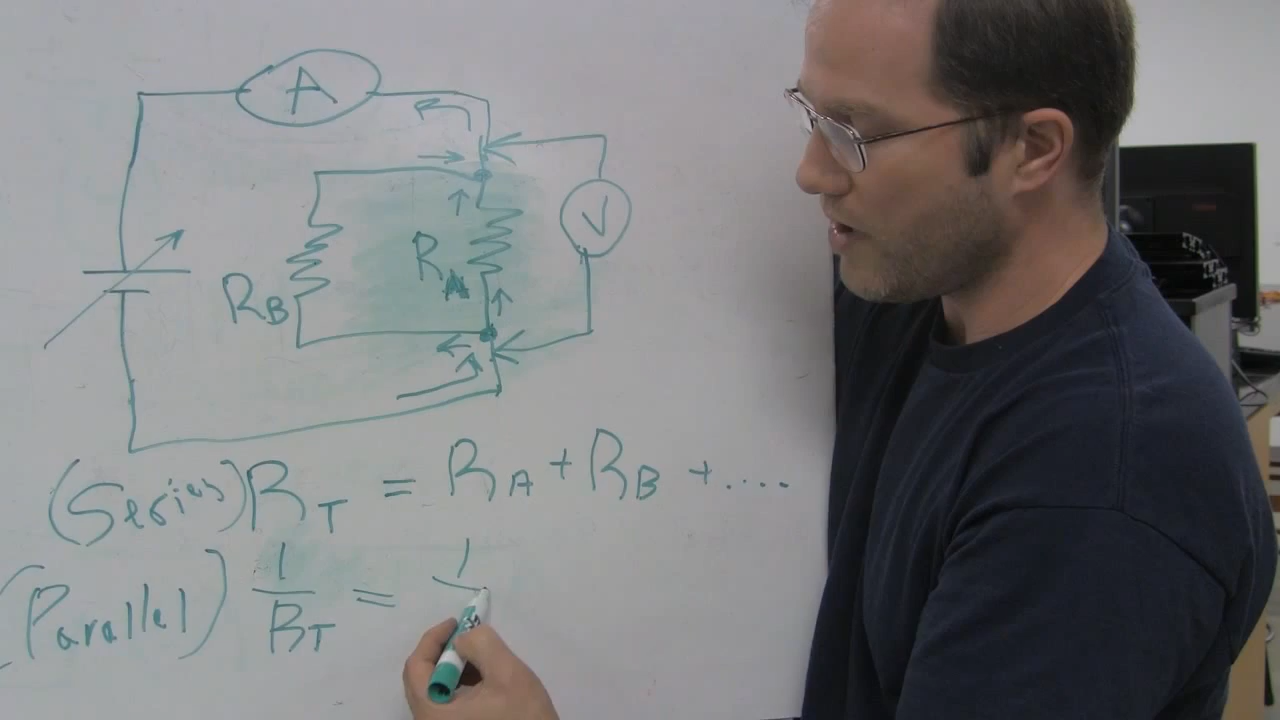 A
V
R_A
R_B
(Series) R_T = R_A + R_B + ....
(Parallel) 1/R_T = 1/